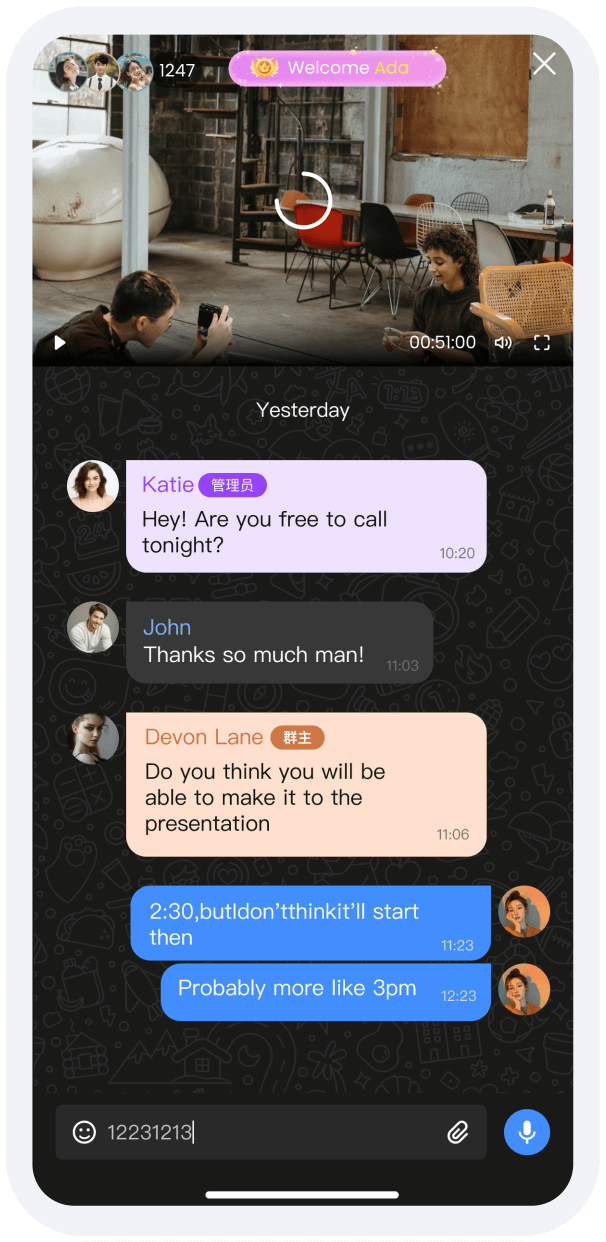 1247
Welcome Ada
00:51:00
Yesterday
Katie 管理员
Hey! Are you free to call
tonight?
10:20
John
Thanks so much man!
11:03
Devon Lane 群主
Do you think you will be
able to make it to the
presentation
11:06
2:30,butIdon'tthinkit'll start
then
11:23
Probably more like 3pm
12:23
12231213